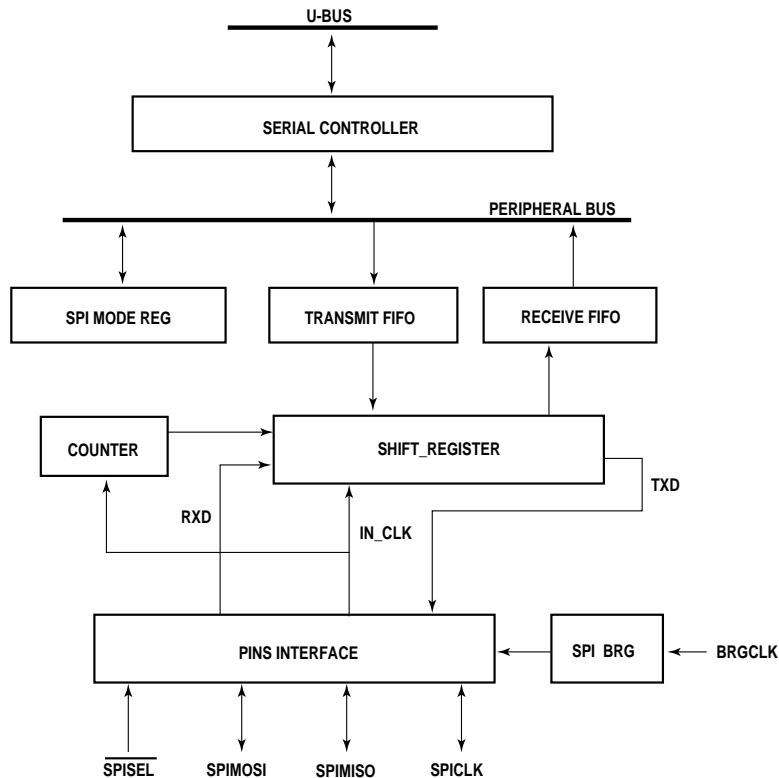 U-BUS
SERIAL CONTROLLER
PERIPHERAL BUS
SPI MODE REG
TRANSMIT FIFO
RECEIVE FIFO
COUNTER
SHIFT_REGISTER
TXD
RXD
IN_CLK
PINS INTERFACE
SPI BRG
BRGCLK
SPISEL
SPIMOSI
SPIMISO
SPICLK